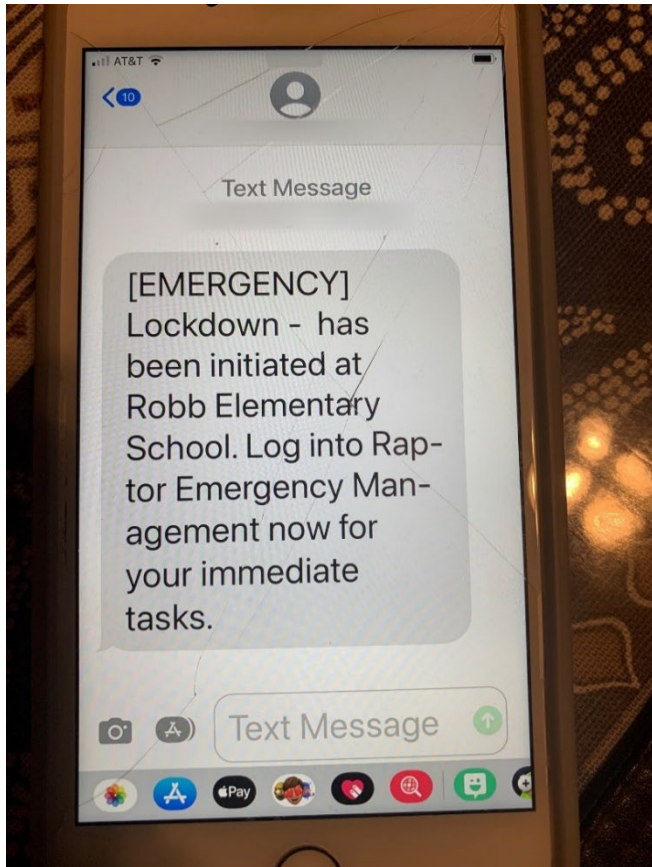 AT&T
10
Text Message
[EMERGENCY]
Lockdown - has
been initiated at
Robb Elementary
School. Log into Rap-
tor Emergency Man-
agement now for
your immediate
tasks.
Text Message
Pay